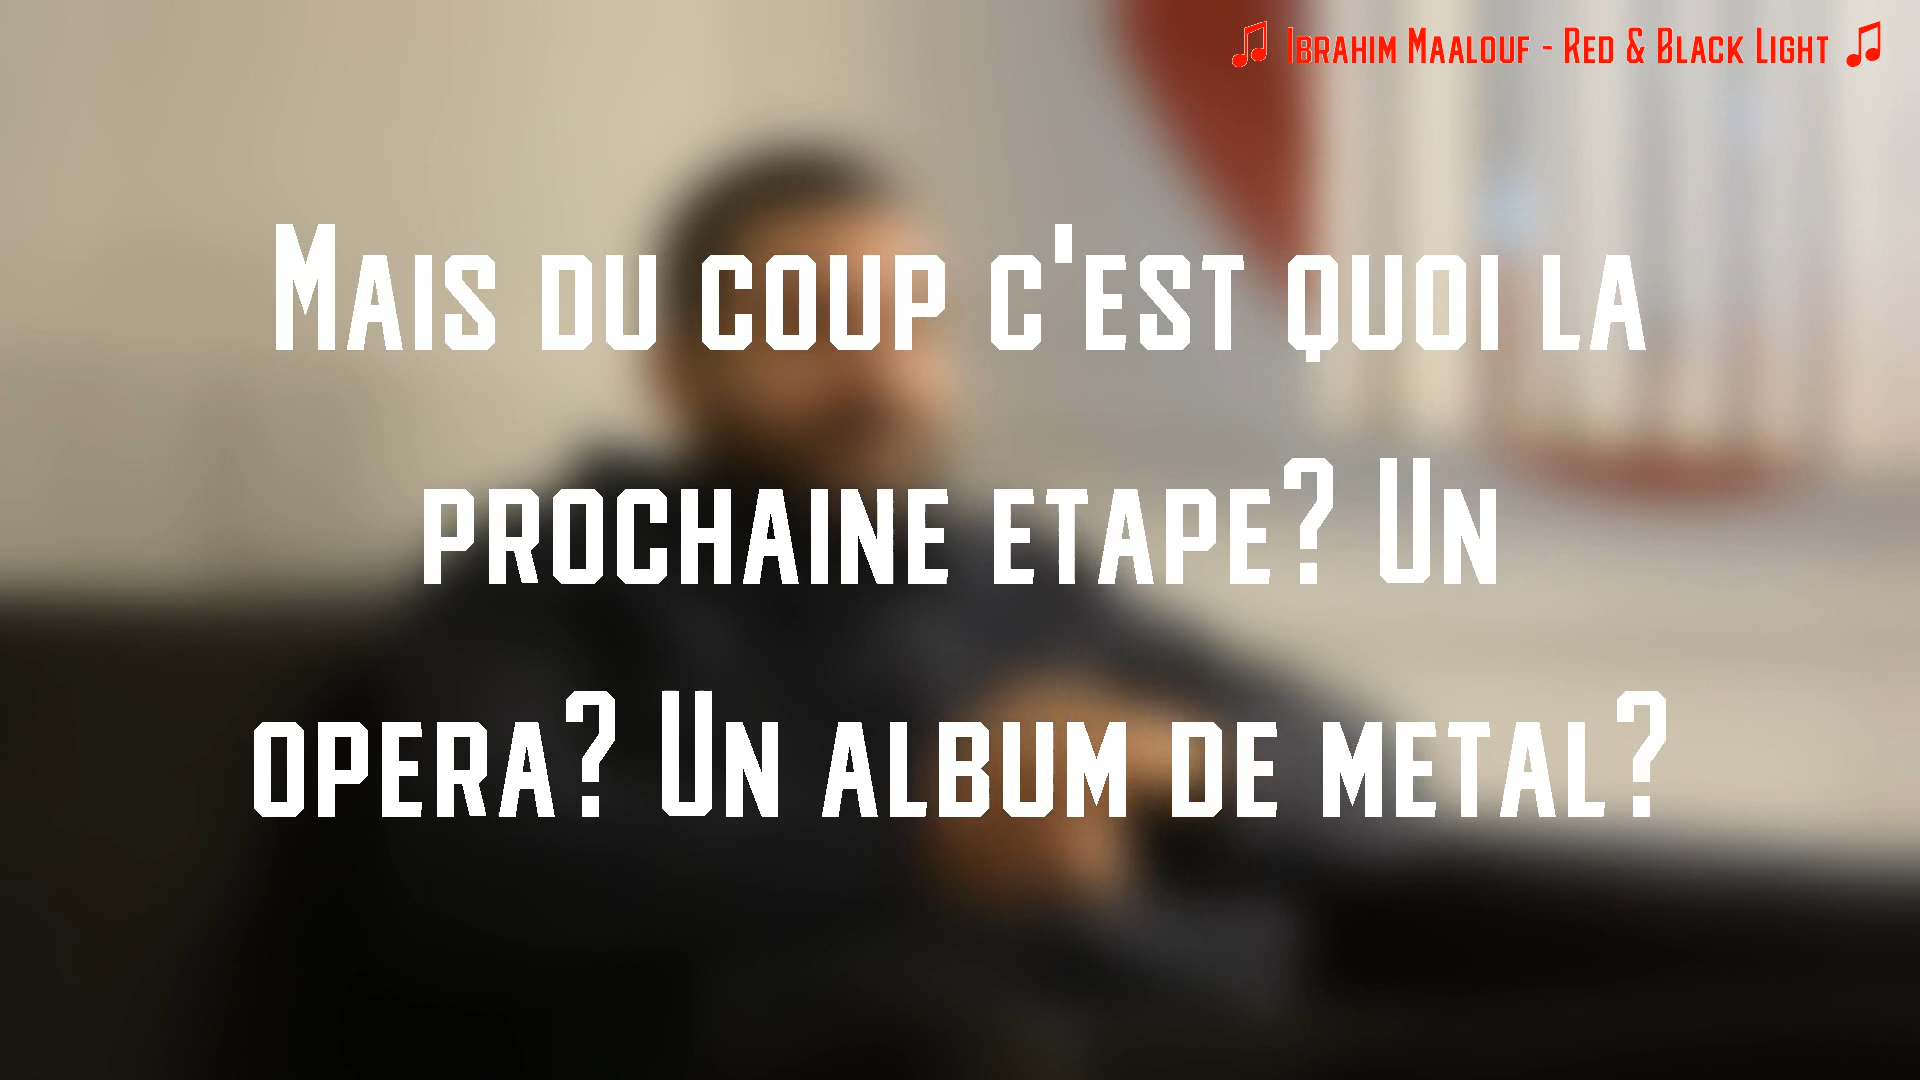 ♫ Ibrahim Maalouf - Red & Black Light ♫
Mais du coup c'est quoi la
prochaine etape? Un
opera? Un album de metal?